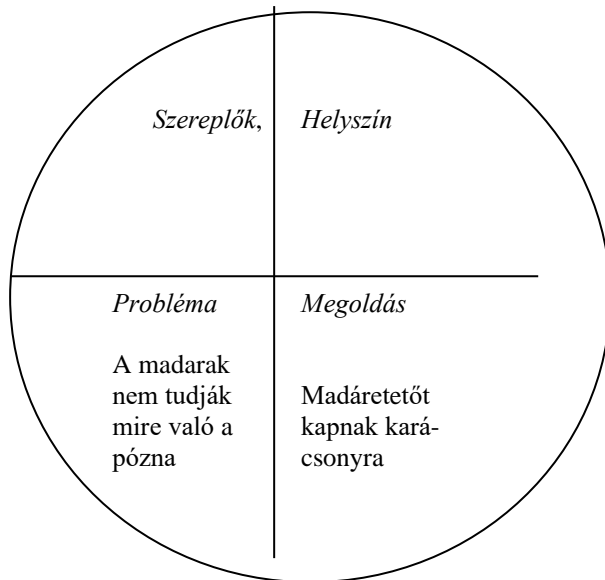 Szereplők,
Helyszín
Probléma
Megoldás
A madarak
nem tudják
mire való a
pózna
Madáretetőt
kapnak kará-
csonyra